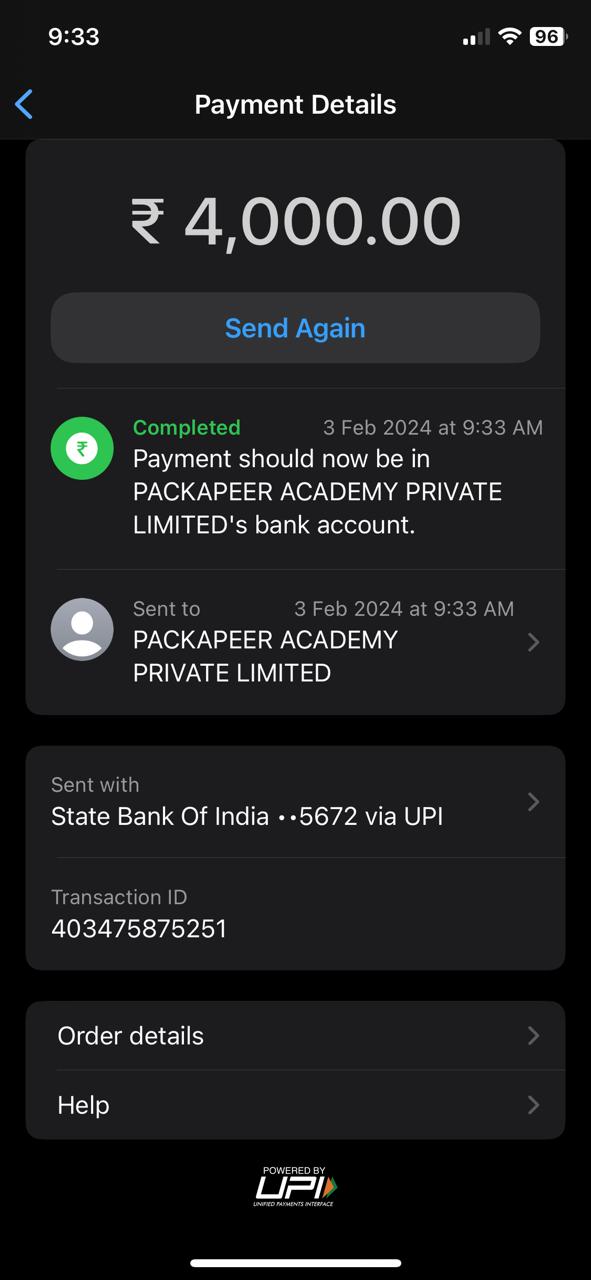 9:33
96
Payment Details
₹ 4,000.00
Send Again
₹
Completed 3 Feb 2024 at 9:33 AM
Payment should now be in
PACKAPEER ACADEMY PRIVATE
LIMITED's bank account.
Sent to 3 Feb 2024 at 9:33 AM
PACKAPEER ACADEMY
PRIVATE LIMITED
Sent with
State Bank Of India ··5672 via UPI
Transaction ID
403475875251
Order details
Help
POWERED BY
UPI
UNIFIED PAYMENTS INTERFACE